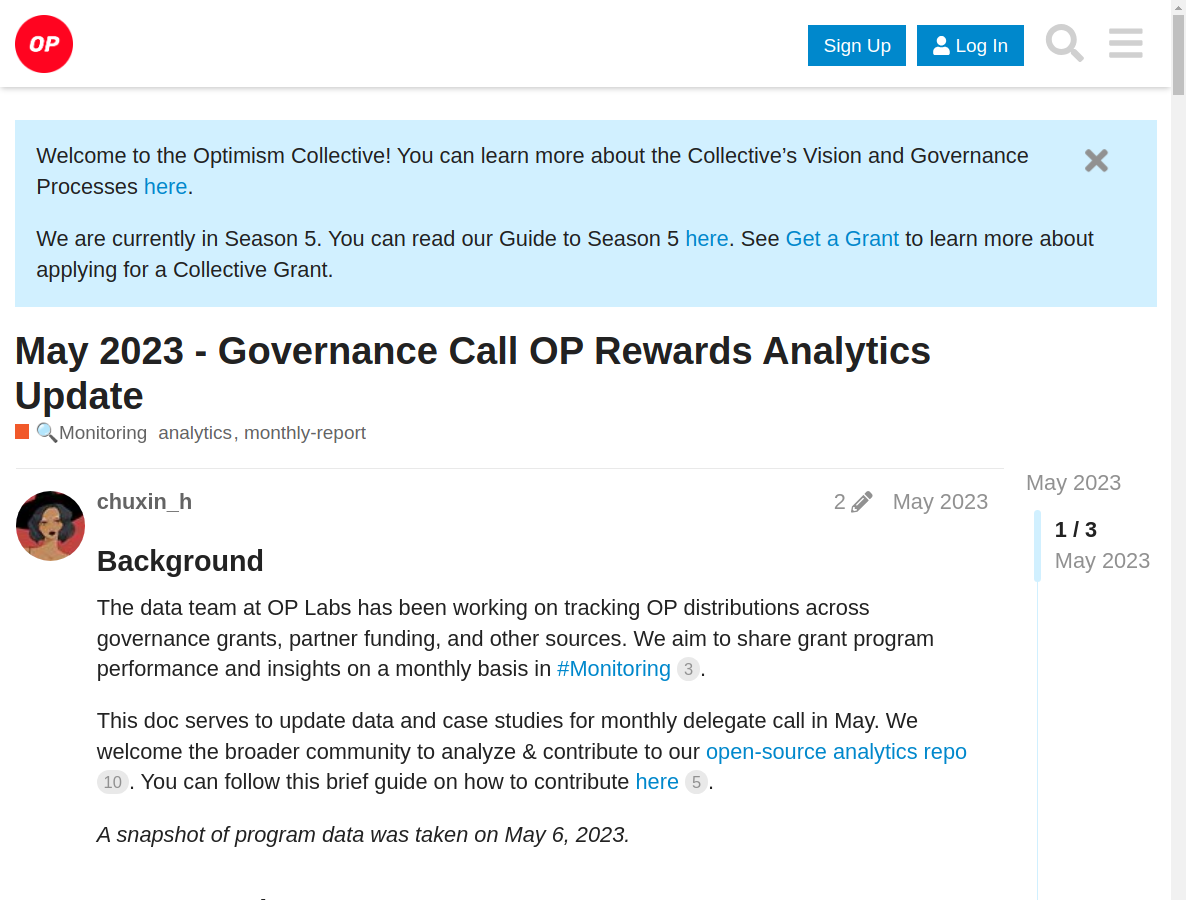 OP
Sign Up
Log In
Welcome to the Optimism Collective! You can learn more about the Collective’s Vision and Governance
Processes here.
We are currently in Season 5. You can read our Guide to Season 5 here. See Get a Grant to learn more about
applying for a Collective Grant.
May 2023 - Governance Call OP Rewards Analytics
Update
🔍Monitoring analytics, monthly-report
chuxin_h
2
May 2023
May 2023
1 / 3
May 2023
Background
The data team at OP Labs has been working on tracking OP distributions across
governance grants, partner funding, and other sources. We aim to share grant program
performance and insights on a monthly basis in #Monitoring 3.
This doc serves to update data and case studies for monthly delegate call in May. We
welcome the broader community to analyze & contribute to our open-source analytics repo
10. You can follow this brief guide on how to contribute here 5.
A snapshot of program data was taken on May 6, 2023.